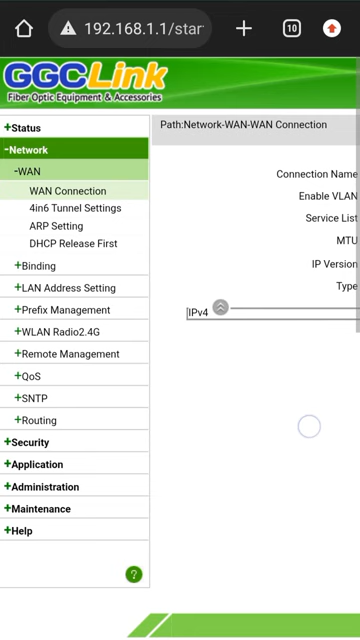 192.168.1.1/star
10
GGCLink
Fiber Optic Equipment & Accessories
+Status
Path:Network-WAN-WAN Connection
-Network
-WAN
WAN Connection
4in6 Tunnel Settings
ARP Setting
DHCP Release First
+Binding
+LAN Address Setting
+Prefix Management
+WLAN Radio2.4G
+Remote Management
+QoS
+SNTP
+Routing
+Security
+Application
+Administration
+Maintenance
+Help
?
Connection Name
Enable VLAN
Service List
MTU
IP Version
Type
IPv4